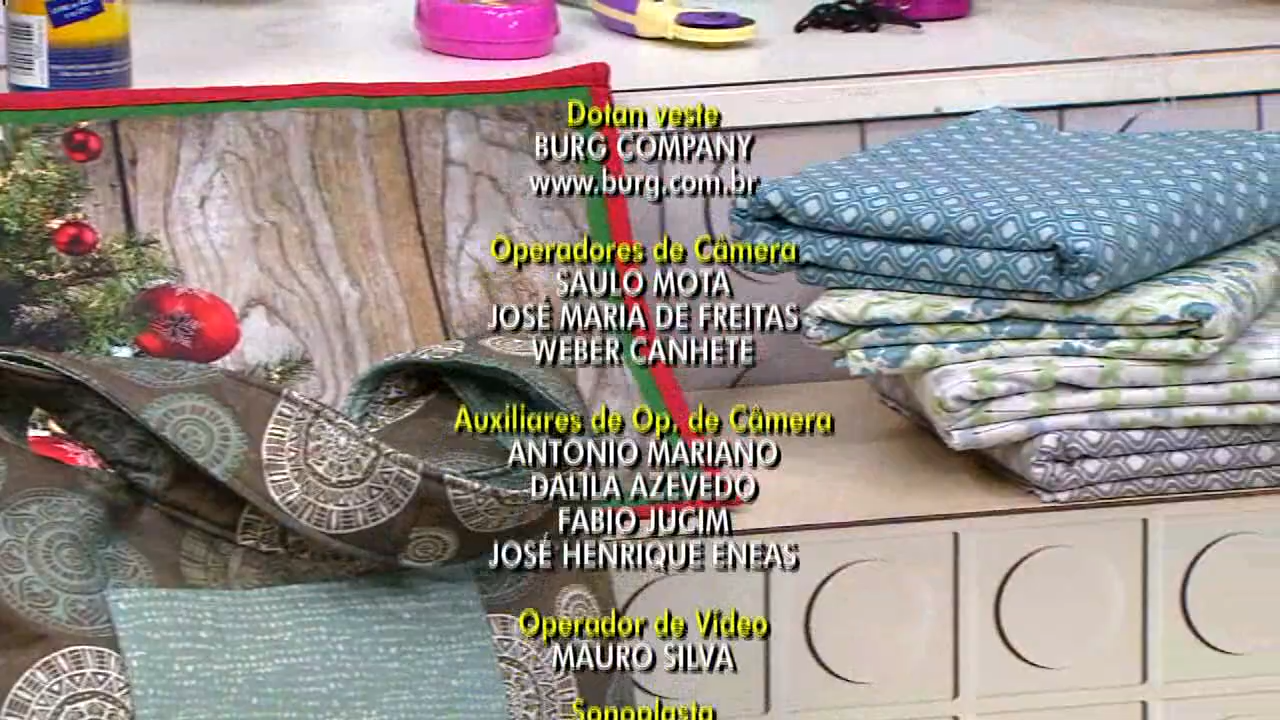 Dotan veste
BURG COMPANY
www.burg.com.br
Operadores de Câmera
SAULO MOTA
JOSÉ MARIA DE FREITAS
WEBER CANHETE
Auxiliares de Op. de Câmera
ANTONIO MARIANO
DALILA AZEVEDO
FABIO JUCIM
JOSÉ HENRIQUE ENEAS
Operador de Vídeo
MAURO SILVA
Sonoplasta